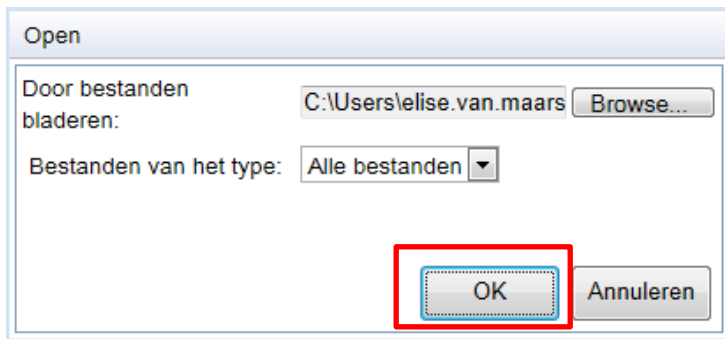 Open
Door bestanden
bladeren:
C:\Users\elise.van.maars Browse...
Bestanden van het type: Alle bestanden
OK Annuleren